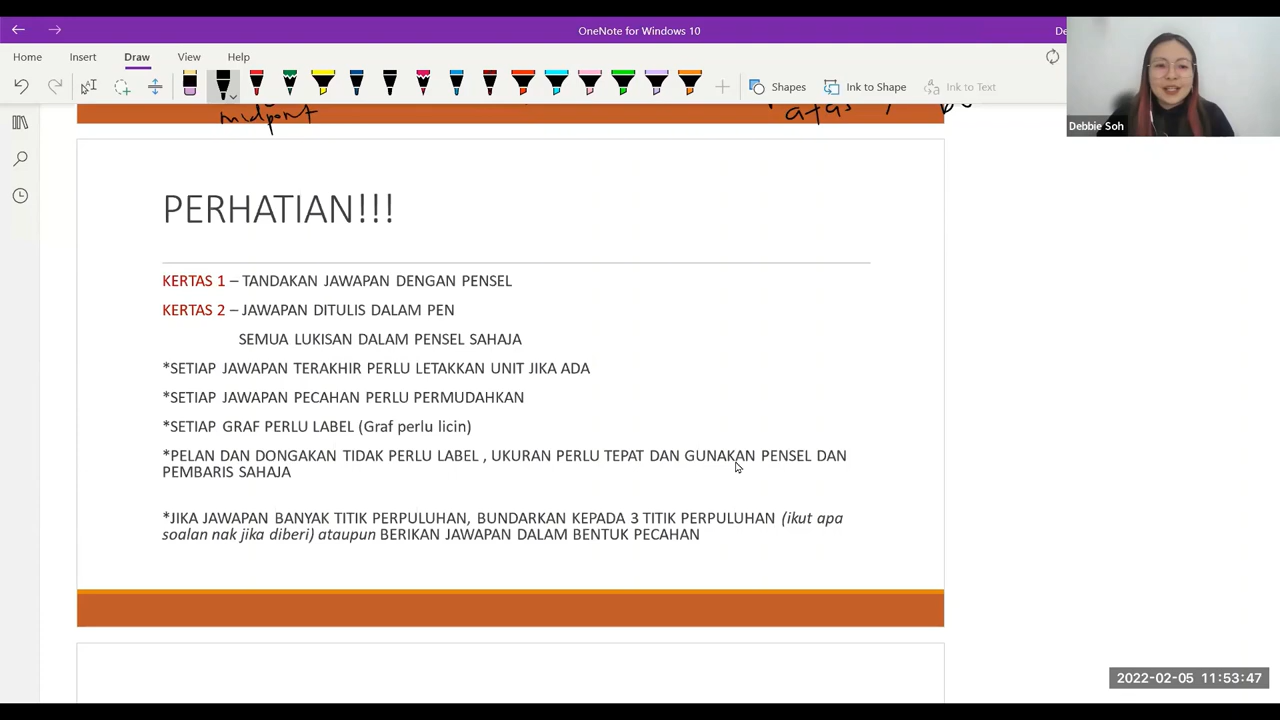 OneNote for Windows 10
De
Home Insert Draw View Help
Shapes Ink to Shape Ink to Text
midpont
atas
Debbie Soh
PERHATIAN!!!
KERTAS 1 – TANDAKAN JAWAPAN DENGAN PENSEL
KERTAS 2 – JAWAPAN DITULIS DALAM PEN
SEMUA LUKISAN DALAM PENSEL SAHAJA
*SETIAP JAWAPAN TERAKHIR PERLU LETAKKAN UNIT JIKA ADA
*SETIAP JAWAPAN PECAHAN PERLU PERMUDAHKAN
*SETIAP GRAF PERLU LABEL (Graf perlu licin)
*PELAN DAN DONGAKAN TIDAK PERLU LABEL , UKURAN PERLU TEPAT DAN GUNAKAN PENSEL DAN
PEMBARIS SAHAJA
*JIKA JAWAPAN BANYAK TITIK PERPULUHAN, BUNDARKAN KEPADA 3 TITIK PERPULUHAN (ikut apa
soalan nak jika diberi) ataupun BERIKAN JAWAPAN DALAM BENTUK PECAHAN
2022-02-05 11:53:47